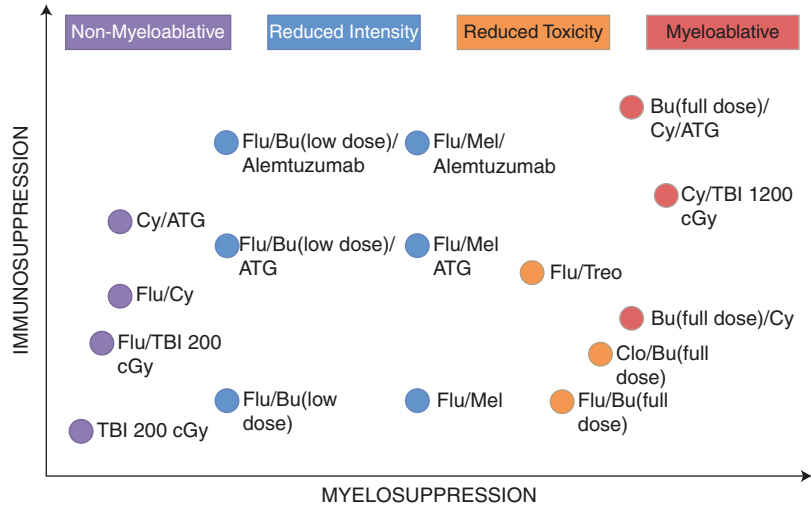 Non-Myeloablative
Reduced Intensity
Reduced Toxicity
Myeloablative
Bu(full dose)/
Cy/ATG
Flu/Bu(low dose)/
Alemtuzumab
Flu/Mel/
Alemtuzumab
Cy/TBI 1200
cGy
Cy/ATG
Flu/Bu(low dose)/
ATG
Flu/Mel
ATG
Flu/Treo
Flu/Cy
Bu(full dose)/Cy
Flu/TBI 200
cGy
Clo/Bu(full
dose)
Flu/Bu(low
dose)
Flu/Mel
Flu/Bu(full
dose)
TBI 200 cGy
IMMUNOSUPPRESSION
MYELOSUPPRESSION